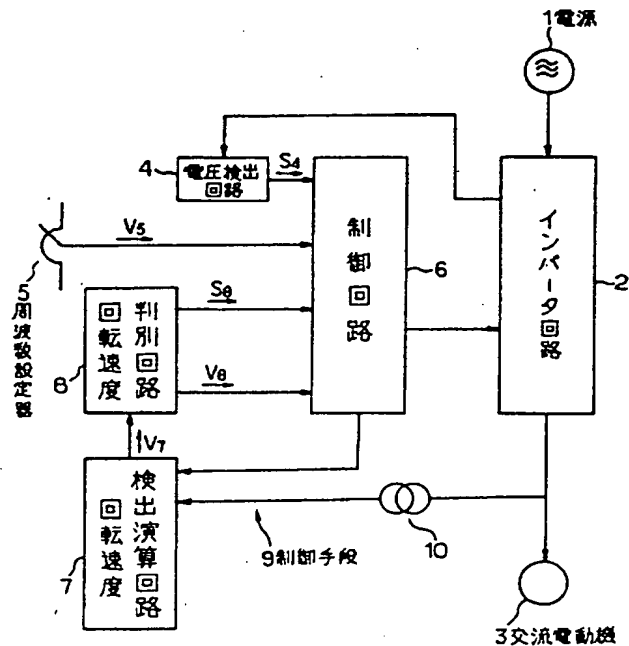 1電源
4
電圧検出
回路
S4
V5
制御回路
6
インバータ回路
2
5周波数設定器
S8
V8
8
回転速度
判別回路
V7
7
回転速度
検出演算回路
9制御手段
10
3交流電動機